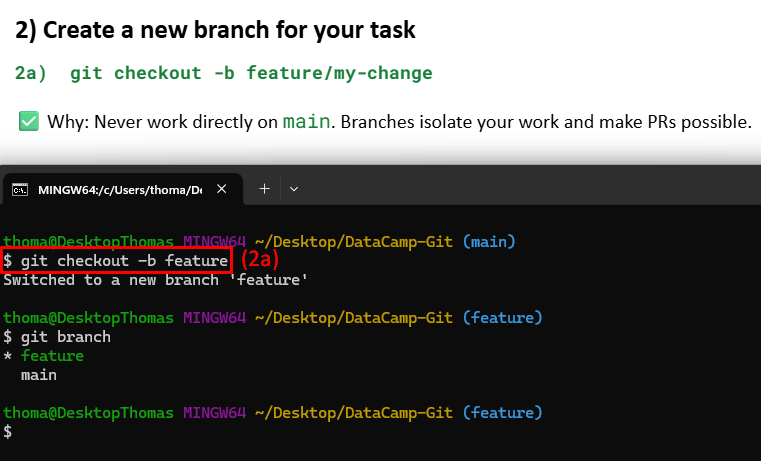 2) Create a new branch for your task
2a) git checkout -b feature/my-change
✅ Why: Never work directly on main. Branches isolate your work and make PRs possible.
MINGW64:/c/Users/thoma/De
thoma@DesktopThomas MINGW64 ~/Desktop/DataCamp-Git (main)
$ git checkout -b feature (2a)
Switched to a new branch 'feature'
thoma@DesktopThomas MINGW64 ~/Desktop/DataCamp-Git (feature)
$ git branch
* feature
main
thoma@DesktopThomas MINGW64 ~/Desktop/DataCamp-Git (feature)
$